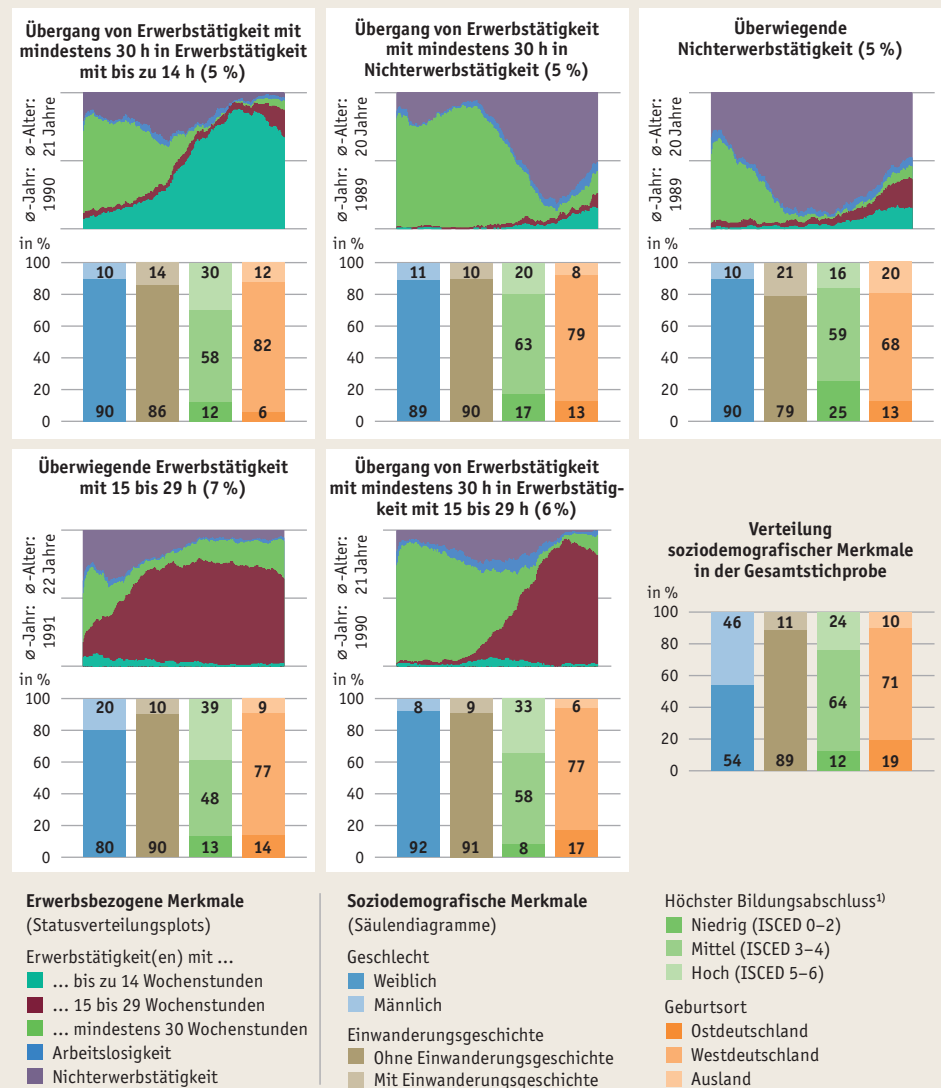 Übergang von Erwerbstätigkeit mit
mindestens 30 h in Erwerbstätigkeit
mit bis zu 14 h (5 %)
ø-Alter:
21 Jahre
ø-Jahr:
1990
in %
100
80
60
40
20
0
10
14
30
12
58
82
90
86
12
6
Übergang von Erwerbstätigkeit
mit mindestens 30 h in
Nichterwerbstätigkeit (5 %)
ø-Alter:
20 Jahre
ø-Jahr:
1989
in %
100
80
60
40
20
0
11
10
20
8
63
79
89
90
17
13
Überwiegende
Nichterwerbstätigkeit (5 %)
ø-Alter:
20 Jahre
ø-Jahr:
1989
in %
100
80
60
40
20
0
10
21
16
20
59
68
90
79
25
13
Überwiegende Erwerbstätigkeit
mit 15 bis 29 h (7 %)
ø-Alter:
22 Jahre
ø-Jahr:
1991
in %
100
80
60
40
20
0
20
10
39
9
48
77
80
90
13
14
Übergang von Erwerbstätigkeit
mit mindestens 30 h in Erwerbstätig-
keit mit 15 bis 29 h (6 %)
ø-Alter:
21 Jahre
ø-Jahr:
1990
in %
100
80
60
40
20
0
8
9
33
6
58
77
92
91
8
17
Verteilung
soziodemografischer Merkmale
in der Gesamtstichprobe
in %
100
80
60
40
20
0
46
11
24
10
64
71
54
89
12
19
Erwerbsbezogene Merkmale
(Statusverteilungsplots)
Erwerbstätigkeit(en) mit ...
... bis zu 14 Wochenstunden
... 15 bis 29 Wochenstunden
... mindestens 30 Wochenstunden
Arbeitslosigkeit
Nichterwerbstätigkeit
Soziodemografische Merkmale
(Säulendiagramme)
Geschlecht
Weiblich
Männlich
Einwanderungsgeschichte
Ohne Einwanderungsgeschichte
Mit Einwanderungsgeschichte
Höchster Bildungsabschluss¹⁾
Niedrig (ISCED 0–2)
Mittel (ISCED 3–4)
Hoch (ISCED 5–6)
Geburtsort
Ostdeutschland
Westdeutschland
Ausland